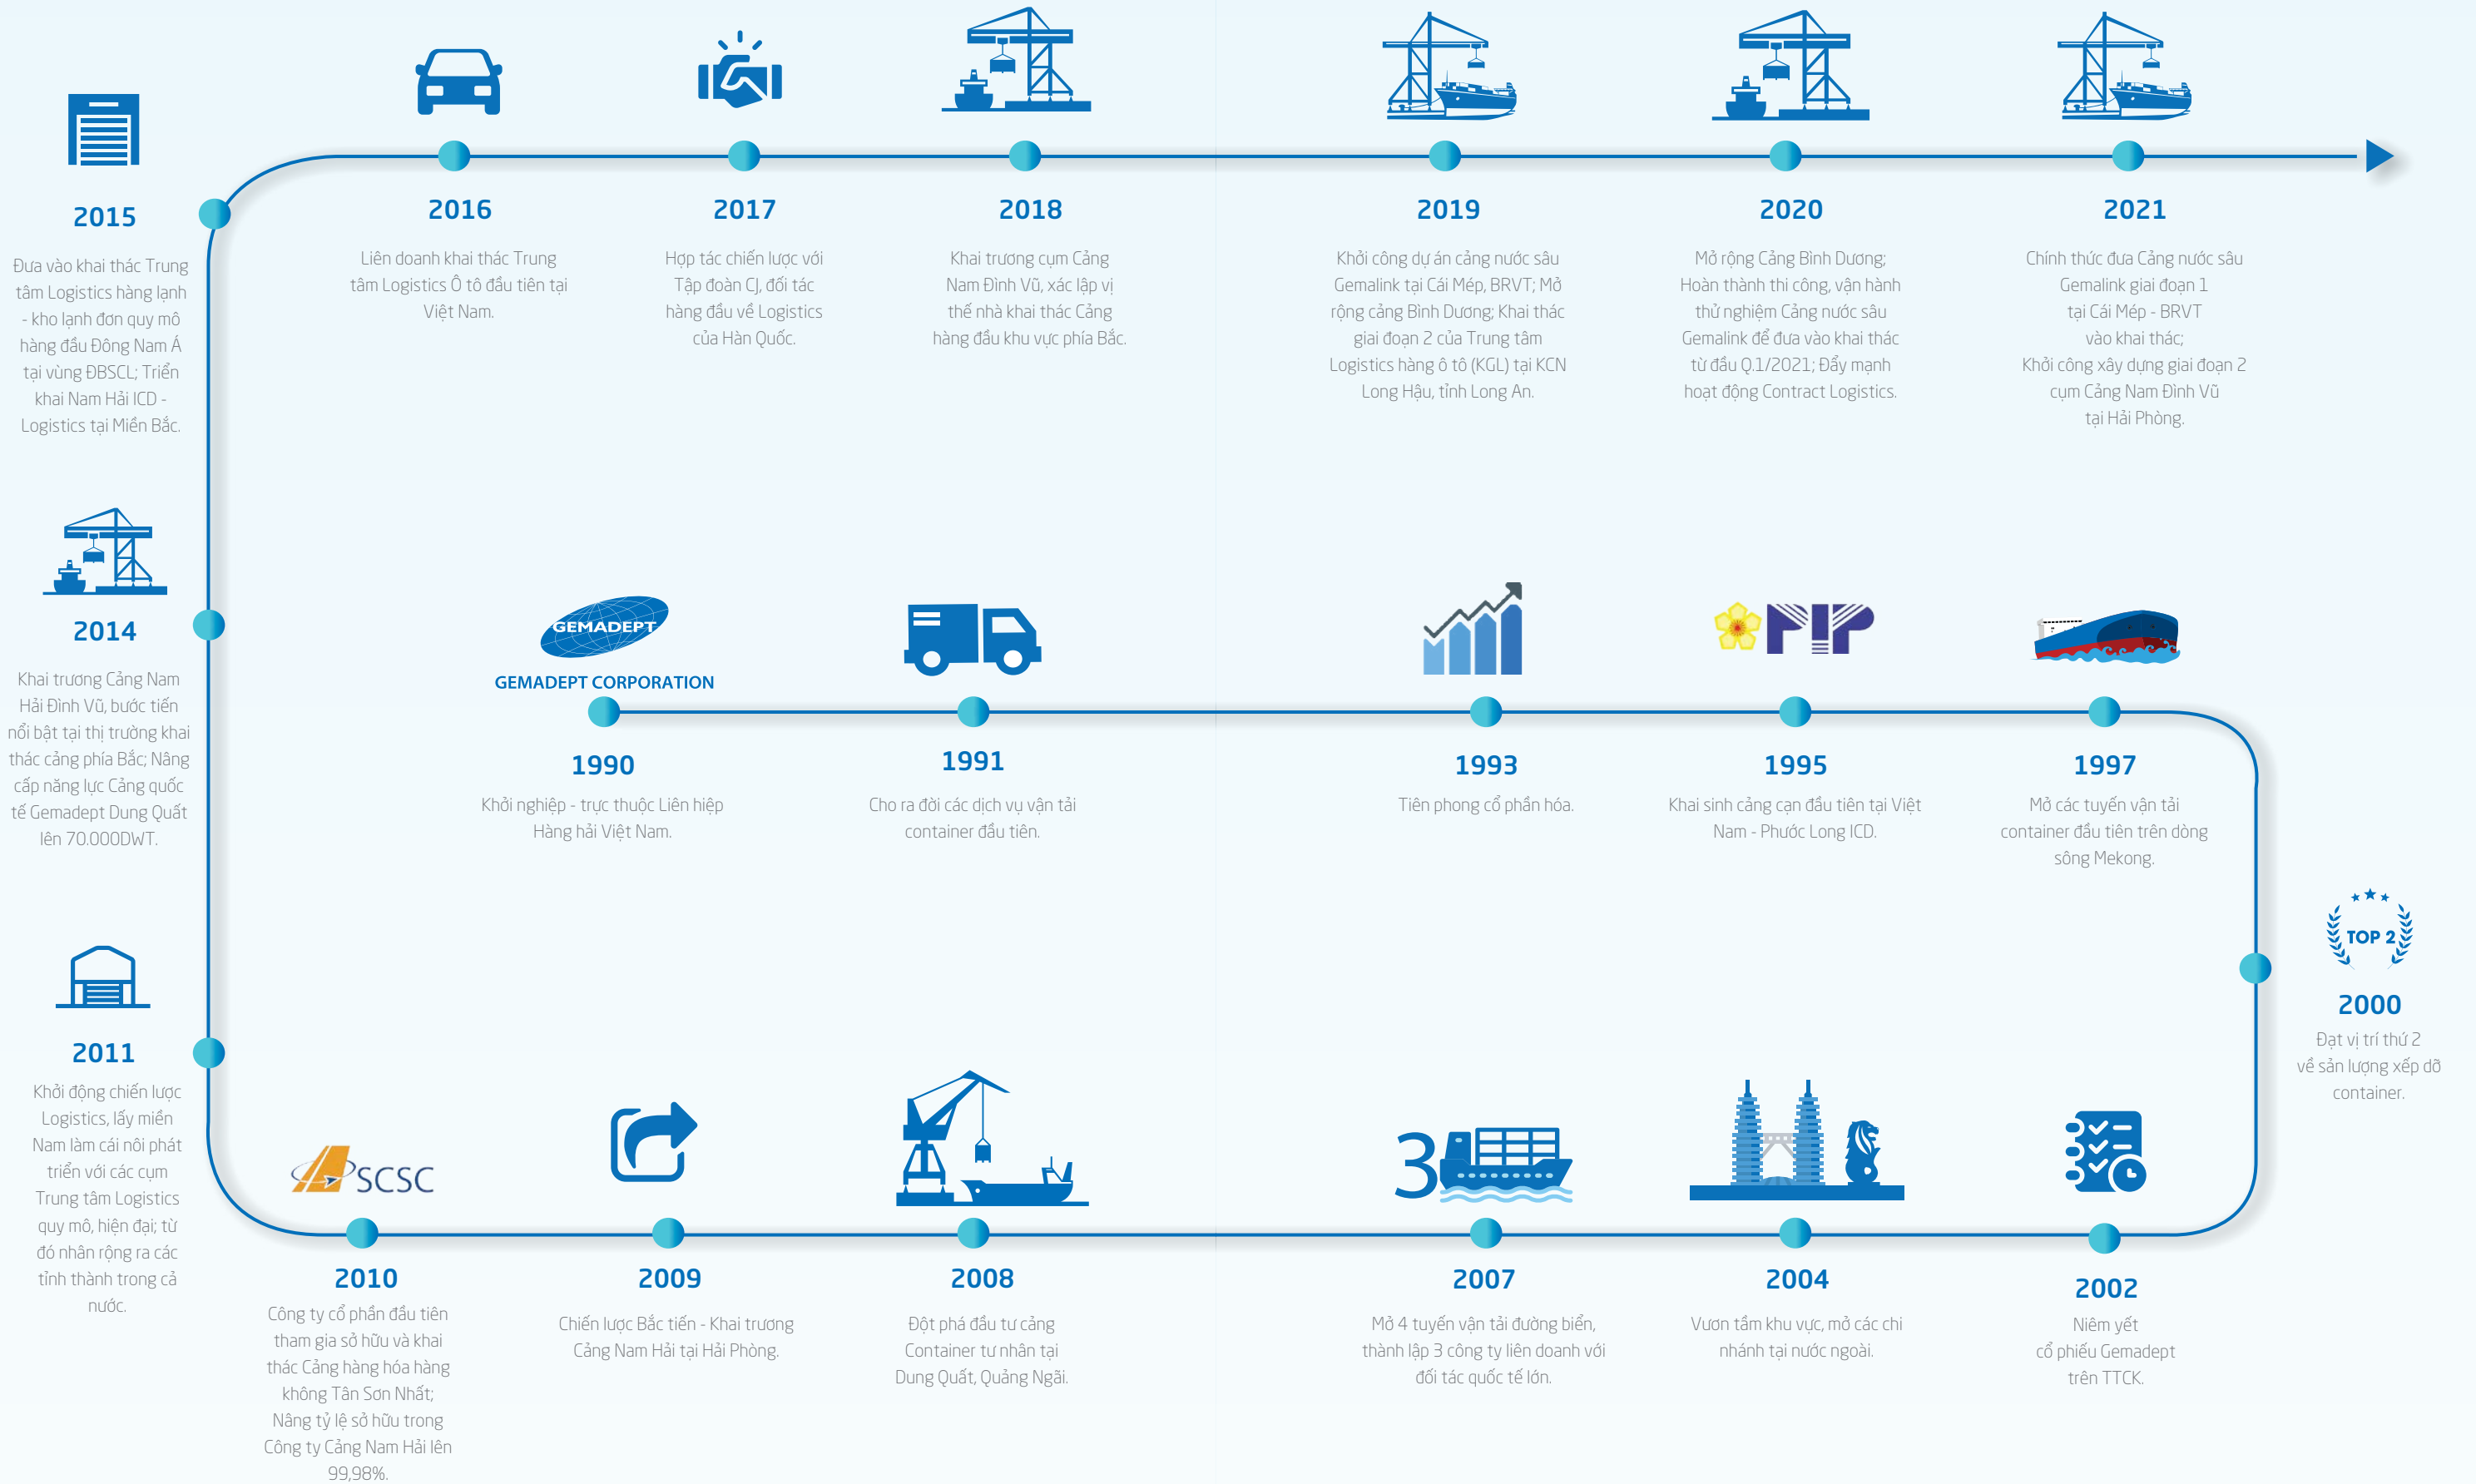 2015
Đưa vào khai thác Trung
tâm Logistics hàng lạnh
- kho lạnh đơn quy mô
hàng đầu Đông Nam Á
tại vùng ĐBSCL; Triển
khai Nam Hải ICD -
Logistics tại Miền Bắc.
2016
Liên doanh khai thác Trung
tâm Logistics Ô tô đầu tiên tại
Việt Nam.
2017
Hợp tác chiến lược với
Tập đoàn CJ, đối tác
hàng đầu về Logistics
của Hàn Quốc.
2018
Khai trương cụm Cảng
Nam Đình Vũ, xác lập vị
thế nhà khai thác Cảng
hàng đầu khu vực phía Bắc.
2019
Khởi công dự án cảng nước sâu
Gemalink tại Cái Mép, BRVT; Mở
rộng cảng Bình Dương; Khai thác
giai đoạn 2 của Trung tâm
Logistics hàng ô tô (KGL) tại KCN
Long Hậu, tỉnh Long An.
2020
Mở rộng Cảng Bình Dương;
Hoàn thành thi công, vận hành
thử nghiệm Cảng nước sâu
Gemalink để đưa vào khai thác
từ đầu Q.1/2021; Đẩy mạnh
hoạt động Contract Logistics.
2021
Chính thức đưa Cảng nước sâu
Gemalink giai đoạn 1
tại Cái Mép - BRVT
vào khai thác;
Khởi công xây dựng giai đoạn 2
cụm Cảng Nam Đình Vũ
tại Hải Phòng.
2014
Khai trương Cảng Nam
Hải Đình Vũ, bước tiến
nổi bật tại thị trường khai
thác cảng phía Bắc; Nâng
cấp năng lực Cảng quốc
tế Gemadept Dung Quất
lên 70.000DWT.
GEMADEPT
GEMADEPT CORPORATION
1990
Khởi nghiệp - trực thuộc Liên hiệp
Hàng hải Việt Nam.
1991
Cho ra đời các dịch vụ vận tải
container đầu tiên.
1993
Tiên phong cổ phần hóa.
PIP
1995
Khai sinh cảng cạn đầu tiên tại Việt
Nam - Phước Long ICD.
1997
Mở các tuyến vận tải
container đầu tiên trên dòng
sông Mekong.
TOP 2
2000
Đạt vị trí thứ 2
về sản lượng xếp dỡ
container.
2011
Khởi động chiến lược
Logistics, lấy miền
Nam làm cái nôi phát
triển với các cụm
Trung tâm Logistics
quy mô, hiện đại; từ
đó nhân rộng ra các
tỉnh thành trong cả
nước.
SCSC
2010
Công ty cổ phần đầu tiên
tham gia sở hữu và khai
thác Cảng hàng hóa hàng
không Tân Sơn Nhất;
Nâng tỷ lệ sở hữu trong
Công ty Cảng Nam Hải lên
99,98%.
2009
Chiến lược Bắc tiến - Khai trương
Cảng Nam Hải tại Hải Phòng.
2008
Đột phá đầu tư cảng
Container tư nhân tại
Dung Quất, Quảng Ngãi.
3
2007
Mở 4 tuyến vận tải đường biển,
thành lập 3 công ty liên doanh với
đối tác quốc tế lớn.
2004
Vươn tầm khu vực, mở các chi
nhánh tại nước ngoài.
2002
Niêm yết
cổ phiếu Gemadept
trên TTCK.